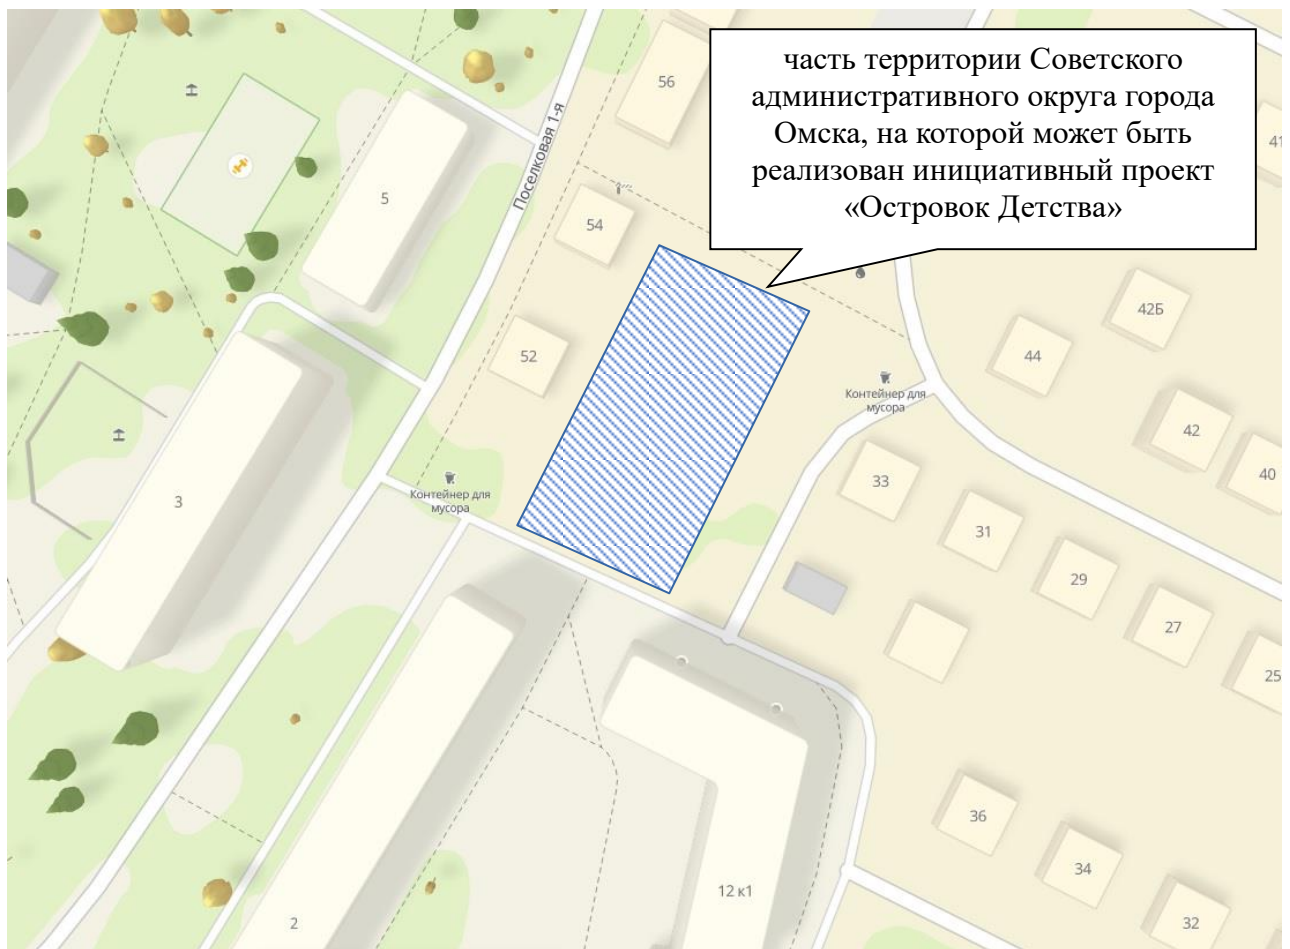 часть территории Советского
административного округа города
Омска, на которой может быть
реализован инициативный проект
«Островок Детства»
56
41
Поселковая 1-я
5
54
42Б
52
44
Контейнер для
мусора
42
40
33
3
Контейнер для
мусора
31
29
27
25
36
34
12 к1
2
32